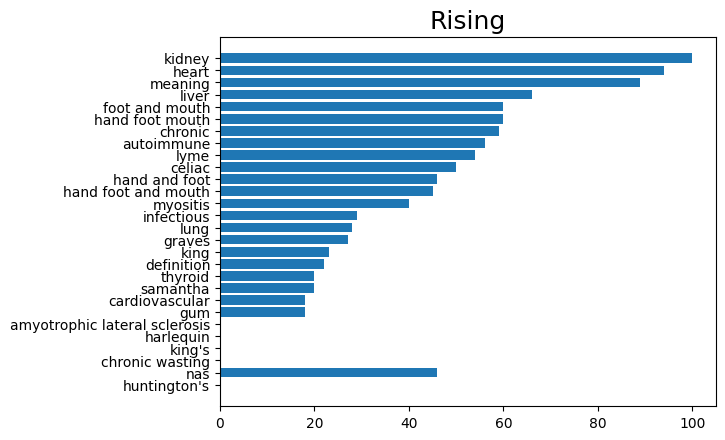 Rising
kidney
heart
meaning
liver
foot and mouth
hand foot mouth
chronic
autoimmune
lyme
celiac
hand and foot
hand foot and mouth
myositis
infectious
lung
graves
king
definition
thyroid
samantha
cardiovascular
gum
amyotrophic lateral sclerosis
harlequin
king's
chronic wasting
nas
huntington's
0 20 40 60 80 100